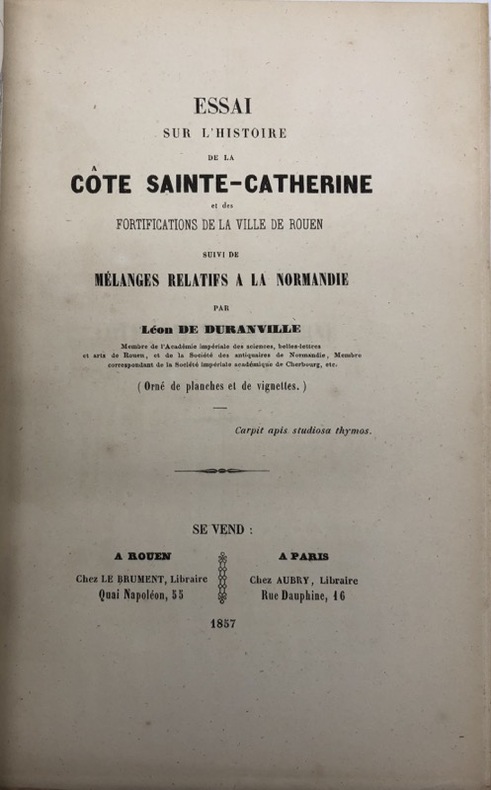 ESSAI
SUR L'HISTOIRE
DE LA
CÔTE SAINTE-CATHERINE
et des
FORTIFICATIONS DE LA VILLE DE ROUEN
SUIVI DE
MÉLANGES RELATIFS A LA NORMANDIE
PAR
Léon DE DURANVILLE
Membre de l'Académie impériale des sciences, belles-lettres
et arts de Rouen, et de la Société des antiquaires de Normandie, Membre
correspondant de la Société impériale académique de Cherbourg, etc.
(Orné de planches et de vignettes.)
Carpit apis studiosa thymos.
SE VEND :
A ROUEN
Chez LE BRUMENT, Libraire
Quai Napoléon, 55
A PARIS
Chez AUBRY, Libraire
Rue Dauphine, 16
1857